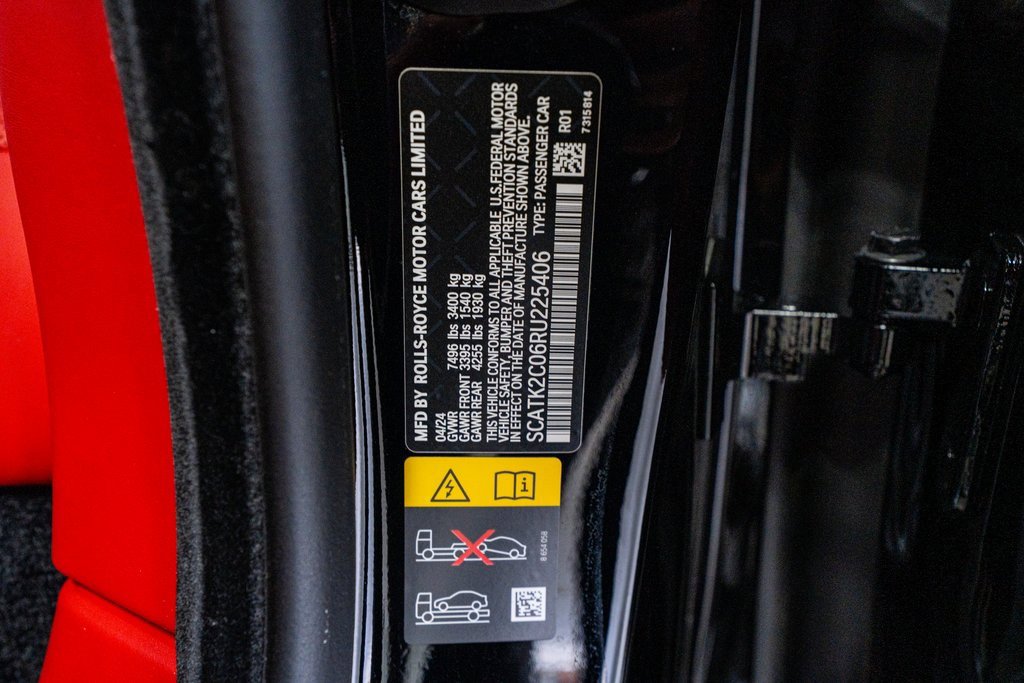 MFD BY ROLLS-ROYCE MOTOR CARS LIMITED
04/24
GVWR 7496 lbs 3400 kg
GAWR FRONT 3395 lbs 1540 kg
GAWR REAR 4255 lbs 1930 kg
THIS VEHICLE CONFORMS TO ALL APPLICABLE U.S.FEDERAL MOTOR
VEHICLE SAFETY, BUMPER AND THEFT PREVENTION STANDARDS
IN EFFECT ON THE DATE OF MANUFACTURE SHOWN ABOVE.
SCATK2C06RU225406 TYPE: PASSENGER CAR
R01
7315814
i
8 654 058